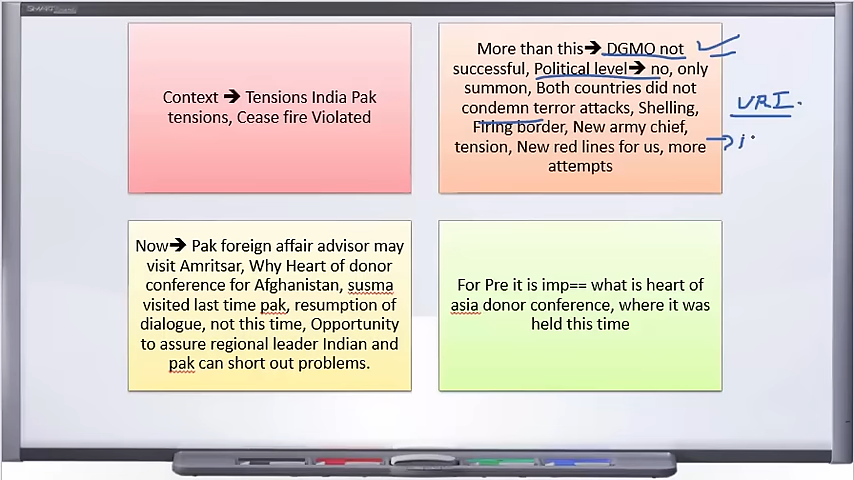 SMART
Context ➔ Tensions India Pak
tensions, Cease fire Violated
More than this➔ DGMO not
successful, Political level➔ no, only
summon, Both countries did not
condemn terror attacks, Shelling,
Firing border, New army chief,
tension, New red lines for us, more
attempts
URI.
Now➔ Pak foreign affair advisor may
visit Amritsar, Why Heart of donor
conference for Afghanistan, susma
visited last time pak, resumption of
dialogue, not this time, Opportunity
to assure regional leader Indian and
pak can short out problems.
For Pre it is imp== what is heart of
asia donor conference, where it was
held this time